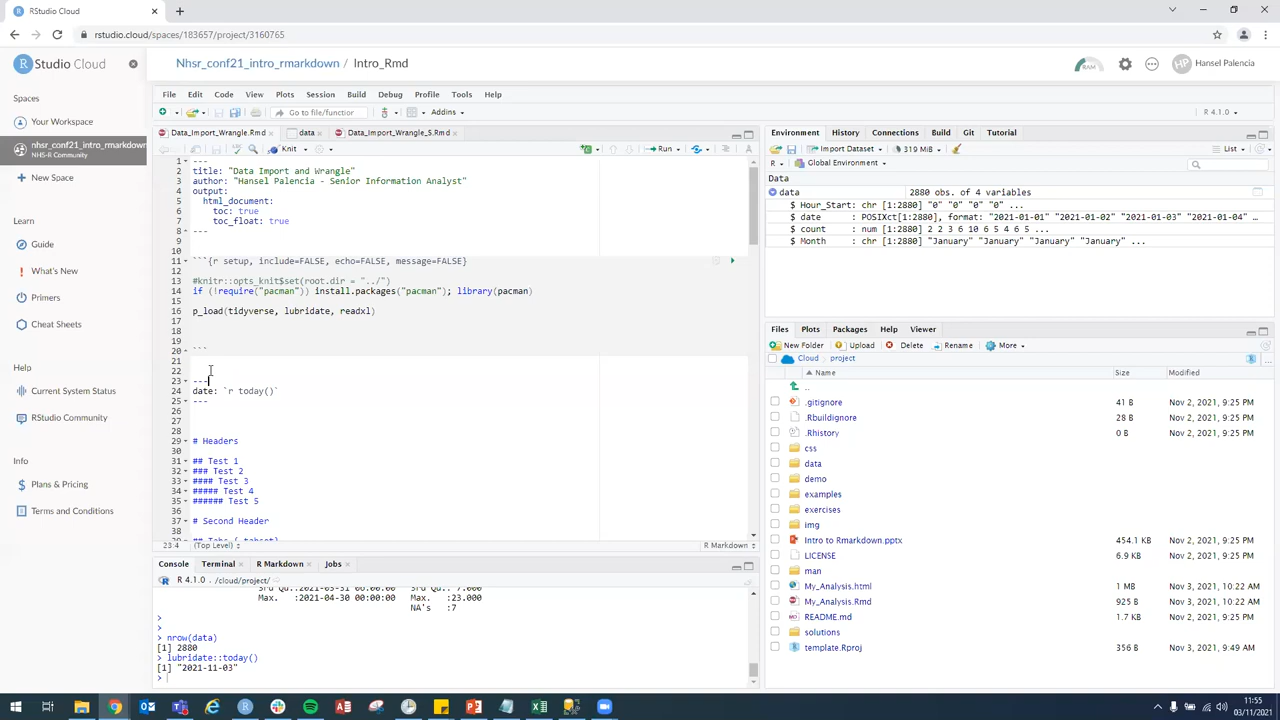 RStudio Cloud
rstudio.cloud/spaces/183657/project/3160765
R Studio Cloud
Nhsr_conf21_intro_rmarkdown / Intro_Rmd
RAM
HP Hansel Palencia
Spaces
Your Workspace
nhsr_conf21_intro_rmarkdown
NHS-R Community
New Space
Learn
Guide
What's New
Primers
Cheat Sheets
Help
Current System Status
RStudio Community
Info
Plans & Pricing
Terms and Conditions
File Edit Code View Plots Session Build Debug Profile Tools Help
Go to file/function Addins R 4.1.0
Data_Import_Wrangle.Rmd data Data_Import_Wrangle_S.Rmd
Knit Run
1 ---
2 title: "Data Import and Wrangle"
3 author: "Hansel Palencia - Senior Information Analyst"
4 output:
5 html_document:
6 toc: true
7 toc_float: true
8 ---
9
10
11 ```{r setup, include=FALSE, echo=FALSE, message=FALSE}
12
13 #knitr::opts_knit$set(root.dir = "../")
14 if (!require("pacman")) install.packages("pacman"); library(pacman)
15
16 p_load(tidyverse, lubridate, readxl)
17
18
19
20 ```
21
22
23 ---
24 date: `r today()`
25 ---
26
27
28
29 # Headers
30
31 ## Test 1
32 ### Test 2
33 #### Test 3
34 ##### Test 4
35 ###### Test 5
36
37 # Second Header
38
23:4 (Top Level) R Markdown
Console Terminal R Markdown Jobs
R 4.1.0 . /cloud/project/
Max. :2021-04-30 00:00:00 Max. :23.000
NA's :7
>
>
> nrow(data)
[1] 2880
> lubridate::today()
[1] "2021-11-03"
>
Environment History Connections Build Git Tutorial
Import Dataset 319 MiB List
R Global Environment
Data
data 2880 obs. of 4 variables
$ Hour_Start: chr [1:2880] "0" "0" "0" "0" ...
$ date : POSIXct[1:2880], format: "2021-01-01" "2021-01-02" "2021-01-03" "2021-01-04" ...
$ count : num [1:2880] 2 2 3 6 10 6 5 4 6 5 ...
$ Month : chr [1:2880] "January" "January" "January" "January" ...
Files Plots Packages Help Viewer
New Folder Upload Delete Rename More
Cloud project
Name Size Modified
..
.gitignore 41 B Nov 2, 2021, 9:25 PM
.Rbuildignore 28 B Nov 2, 2021, 9:25 PM
.Rhistory 0 B Nov 2, 2021, 9:25 PM
css
data
demo
examples
exercises
img
Intro to Rmarkdown.pptx 454.1 KB Nov 2, 2021, 9:25 PM
LICENSE 6.9 KB Nov 2, 2021, 9:25 PM
man
My_Analysis.html 1 MB Nov 3, 2021, 10:22 AM
My_Analysis.Rmd 925 B Nov 3, 2021, 10:22 AM
README.md 1.7 KB Nov 2, 2021, 9:25 PM
solutions
template.Rproj 356 B Nov 3, 2021, 9:49 AM
11:55
03/11/2021